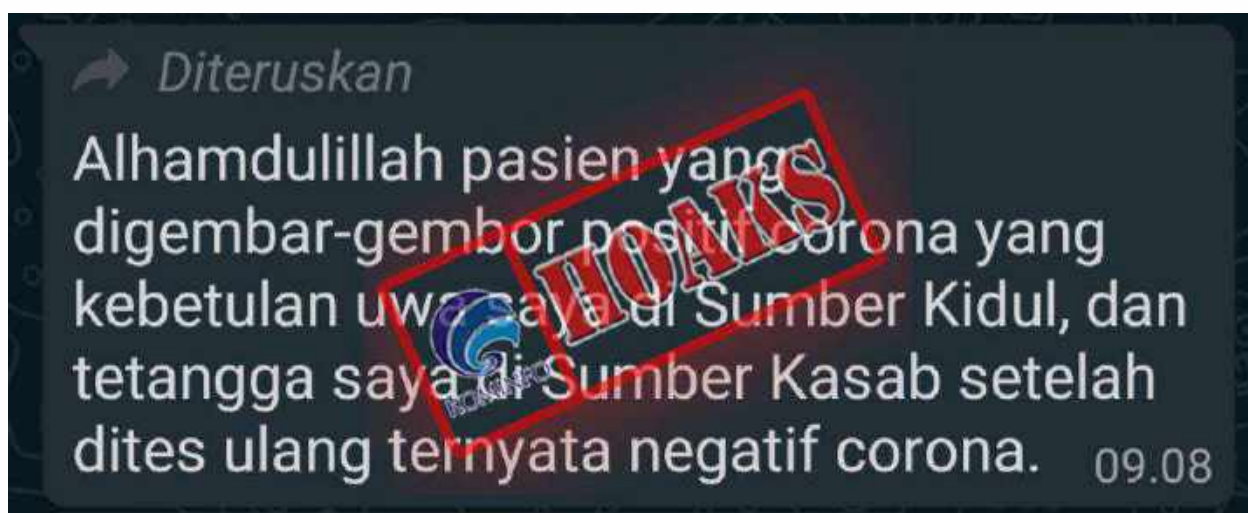 Diteruskan
Alhamdulillah pasien yang
digembar-gembor positif corona yang
kebetulan uwa saya di Sumber Kidul, dan
tetangga saya di Sumber Kasab setelah
dites ulang ternyata negatif corona.
09.08
HOAKS
KOMINFO